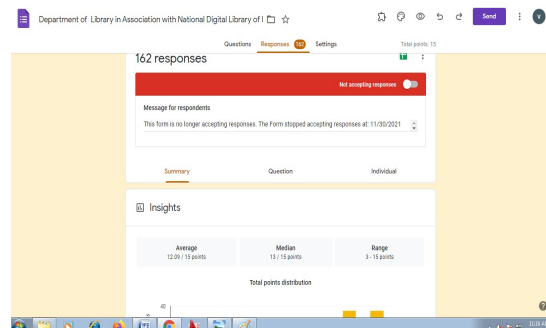 Department of Library in Association with National Digital Library of I
Send
V
Questions Responses 162 Settings
Total points: 15
162 responses
Not accepting responses
Message for respondents
This form is no longer accepting responses. The Form stopped accepting responses at: 11/30/2021
Summary Question Individual
Insights
Average
12.09 / 15 points
Median
13 / 15 points
Range
3 - 15 points
Total points distribution
40